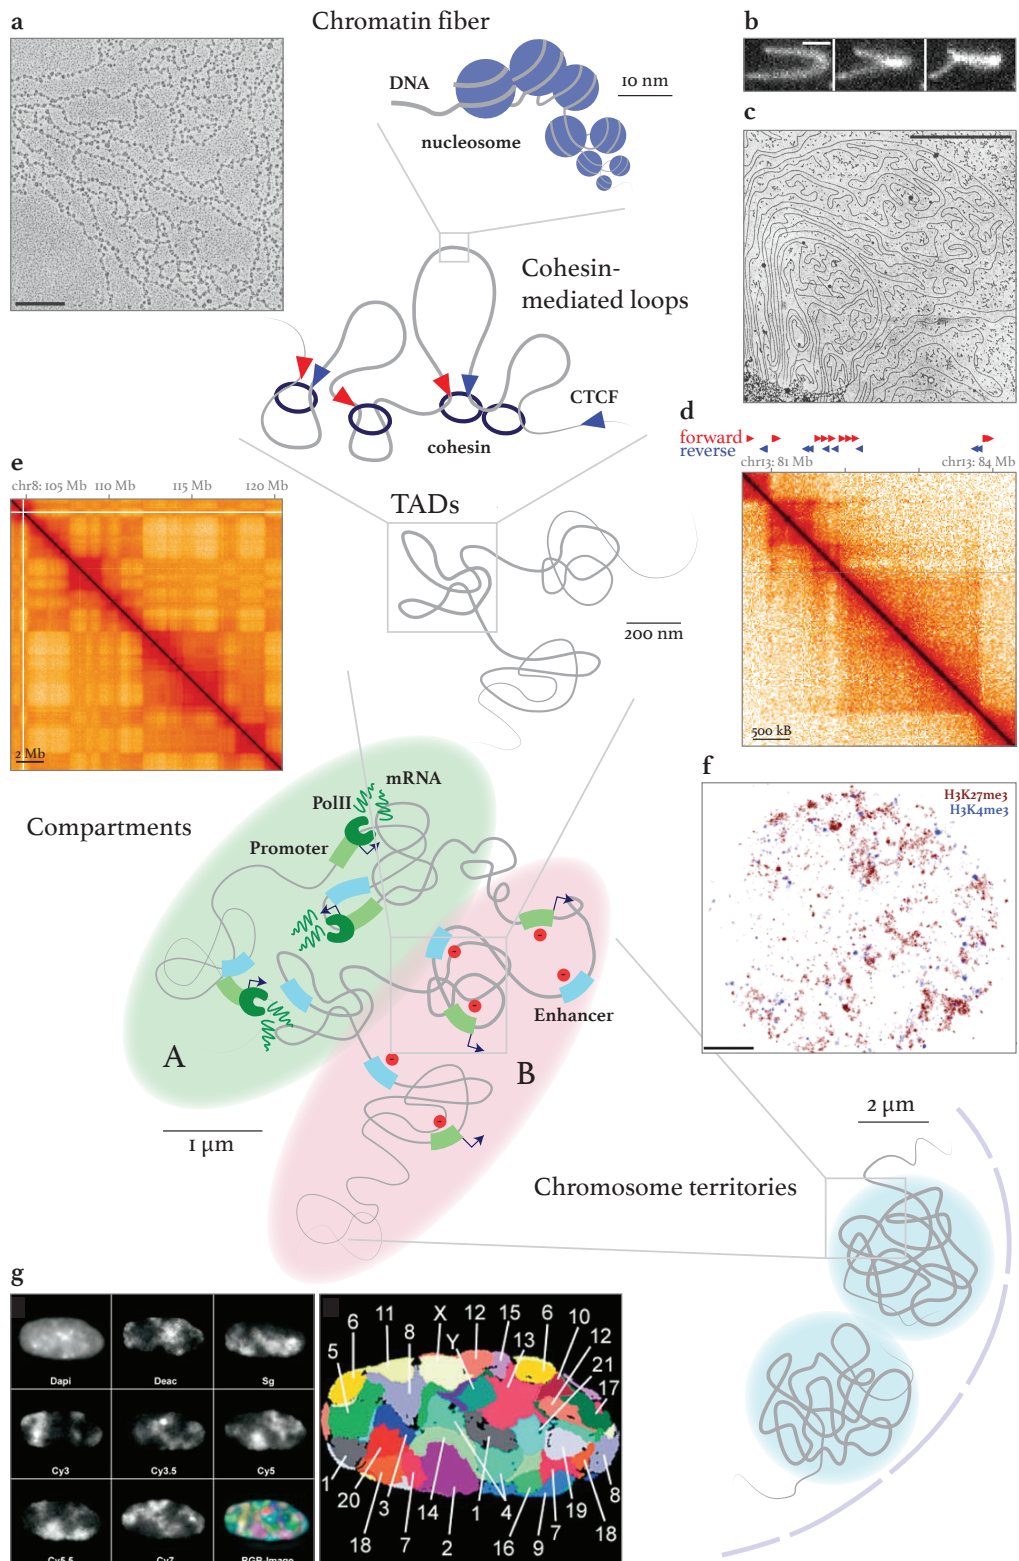 a
Chromatin fiber
b
DNA
10 nm
nucleosome
c
Cohesin-
mediated loops
CTCF
cohesin
d
forward
reverse
chr13: 81 Mb
chr13: 84 Mb
500 kB
e
chr8: 105 Mb
110 Mb
115 Mb
120 Mb
2 Mb
TADs
200 nm
f
H3K27me3
H3K4me3
Compartments
mRNA
PolII
Promoter
-
-
-
-
Enhancer
-
-
A
B
1 μm
2 μm
Chromosome territories
g
Dapi
Deac
Sg
Cy3
Cy3.5
Cy5
Cy5.5
Cy7
RGB-Image
5
6
11
8
X
Y
12
15
13
6
10
12
21
17
1
20
18
3
7
14
2
1
4
16
9
7
19
18
8